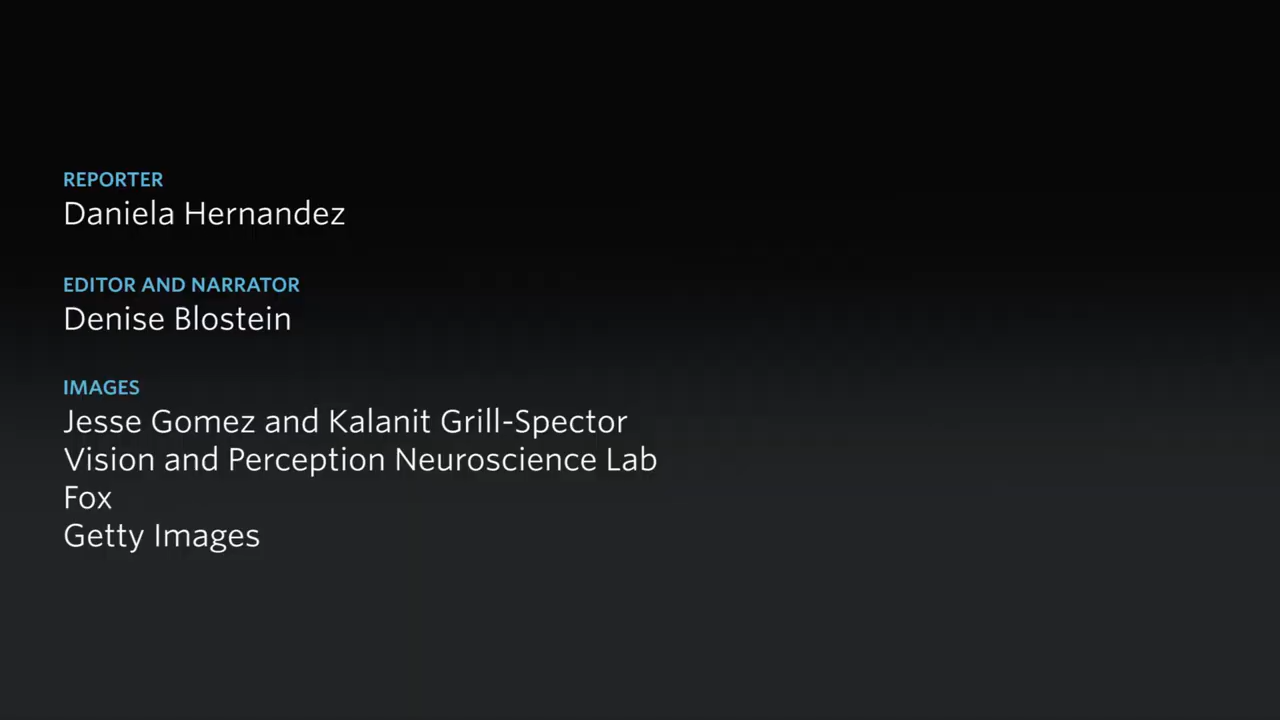 REPORTER
Daniela Hernandez
EDITOR AND NARRATOR
Denise Blostein
IMAGES
Jesse Gomez and Kalanit Grill-Spector
Vision and Perception Neuroscience Lab
Fox
Getty Images